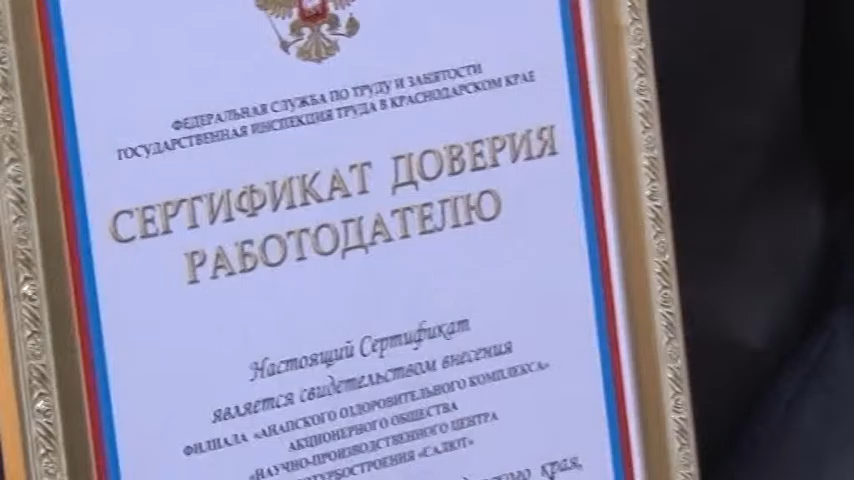 ФЕДЕРАЛЬНАЯ СЛУЖБА ПО ТРУДУ И ЗАНЯТОСТИ
ГОСУДАРСТВЕННАЯ ИНСПЕКЦИЯ ТРУДА В КРАСНОДАРСКОМ КРАЕ
СЕРТИФИКАТ ДОВЕРИЯ
РАБОТОДАТЕЛЮ
Настоящий Сертификат
является свидетельством внесения
ФИЛИАЛА «АНАПСКОГО ОЗДОРОВИТЕЛЬНОГО КОМПЛЕКСА»
АКЦИОНЕРНОГО ОБЩЕСТВА
«НАУЧНО-ПРОИЗВОДСТВЕННОГО ЦЕНТРА
«САЛЮТ»
края,